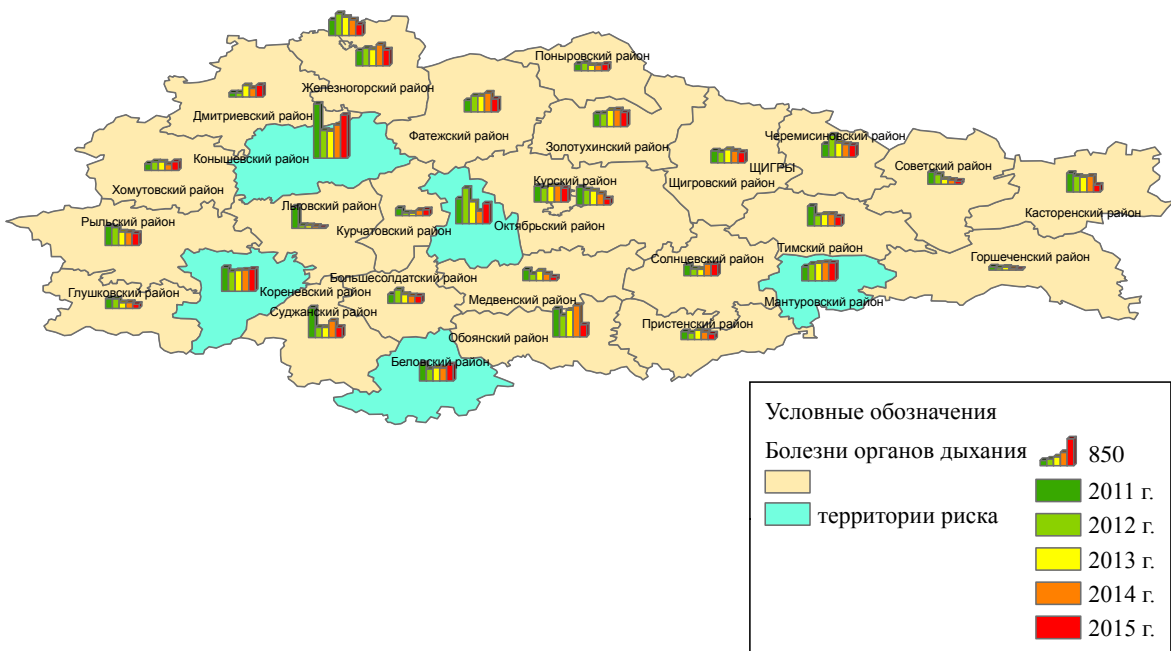 Поныровский район
Железногорский район
Дмитриевский район
Фатежский район
Черемисиновский район
Золотухинский район
Конышевский район
ЩИГРЫ
Советский район
Хомутовский район
Курский район
Щигровский район
Льговский район
Касторенский район
Рыльский район
Курчатовский район
Октябрьский район
Тимский район
Солнцевский район
Горшеченский район
Большесолдатский район
Глушковский район
Кореневский район
Медвенский район
Мантуровский район
Суджанский район
Пристенский район
Обоянский район
Беловский район
Условные обозначения
Болезни органов дыхания
850
2011 г.
территории риска
2012 г.
2013 г.
2014 г.
2015 г.